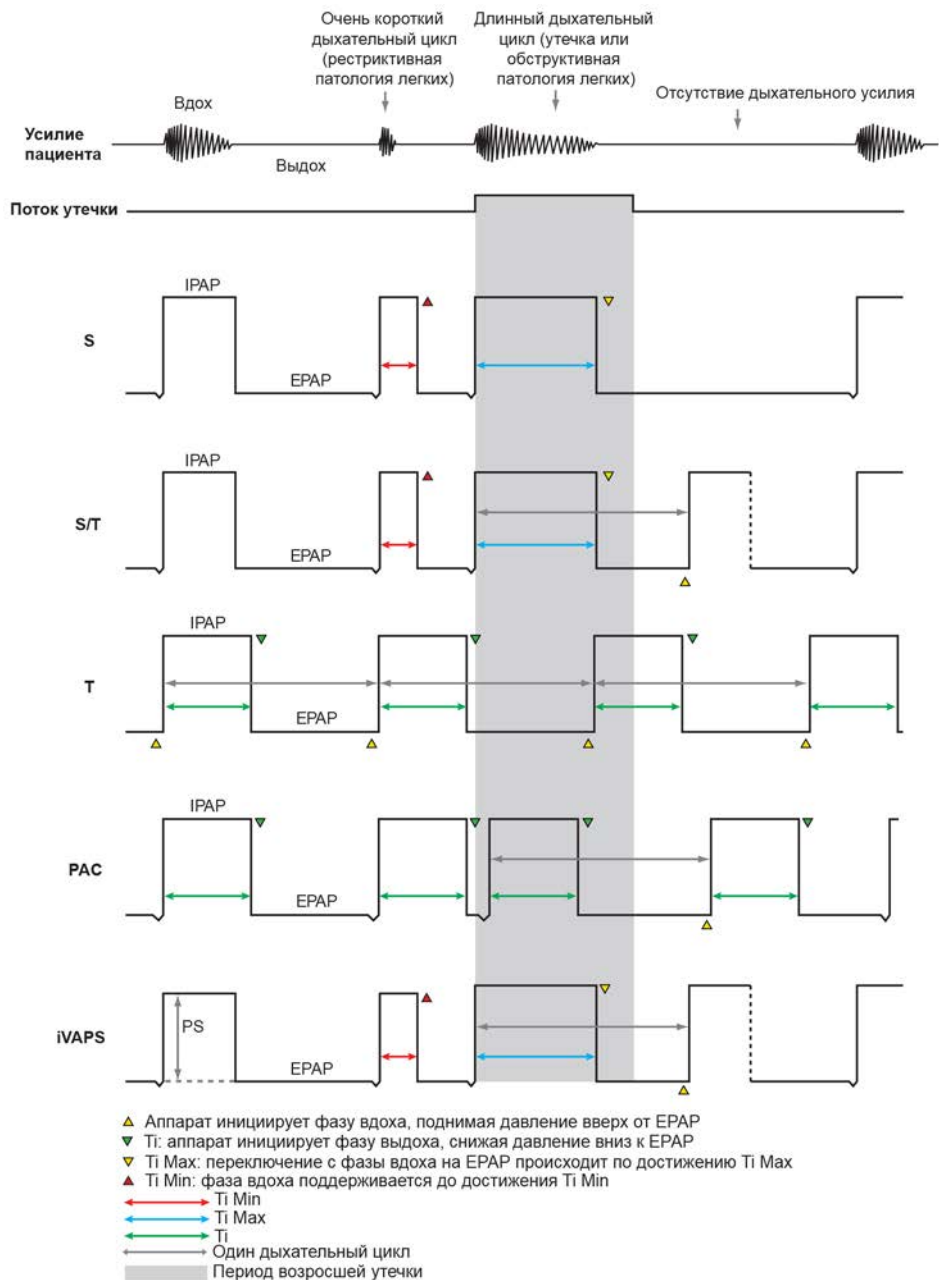 Очень короткий
дыхательный цикл
(рестриктивная
патология легких)
Длинный дыхательный
цикл (утечка или
обструктивная
патология легких)
Отсутствие дыхательного усилия
Вдох
Усилие
пациента
Выдох
Поток утечки
IPAP
S
EPAP
IPAP
S/T
EPAP
IPAP
T
EPAP
IPAP
PAC
EPAP
PS
iVAPS
EPAP
Аппарат инициирует фазу вдоха, поднимая давление вверх от EPAP
Ti: аппарат инициирует фазу выдоха, снижая давление вниз к EPAP
Ti Max: переключение с фазы вдоха на EPAP происходит по достижению Ti Max
Ti Min: фаза вдоха поддерживается до достижения Ti Min
Ti Min
Ti Max
Ti
Один дыхательный цикл
Период возросшей утечки